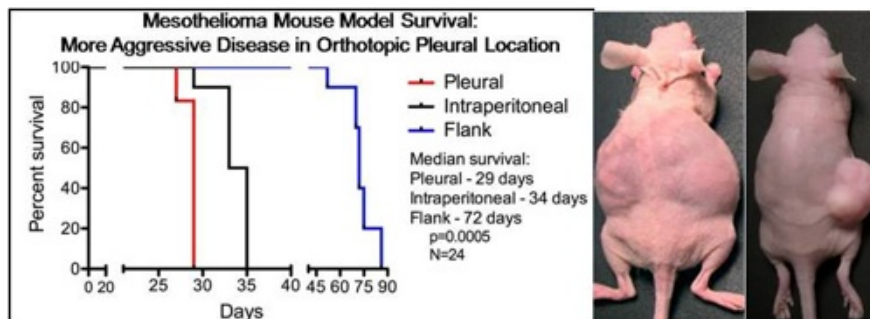 Mesothelioma Mouse Model Survival:
More Aggressive Disease in Orthotopic Pleural Location
Percent survival
100
80
60
40
20
0
Pleural
Intraperitoneal
Flank
Median survival:
Pleural - 29 days
Intraperitoneal - 34 days
Flank - 72 days
p=0.0005
N=24
0 20 25 30 35 40 45 60 75 90
Days